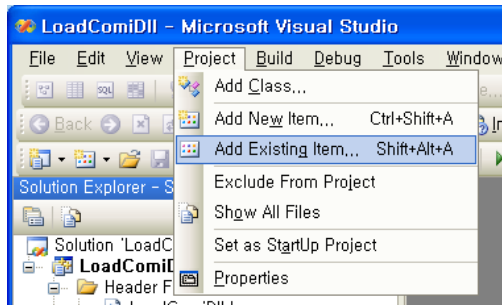 LoadComiDll - Microsoft Visual Studio
File Edit View Project Build Debug Tools Window
Add Class...
SQL
Add New Item... Ctrl+Shift+A
Back
Add Existing Item... Shift+Alt+A
Solution Explorer - S
Exclude From Project
Show All Files
Solution 'LoadC
Set as StartUp Project
LoadComiD
Properties
Header F